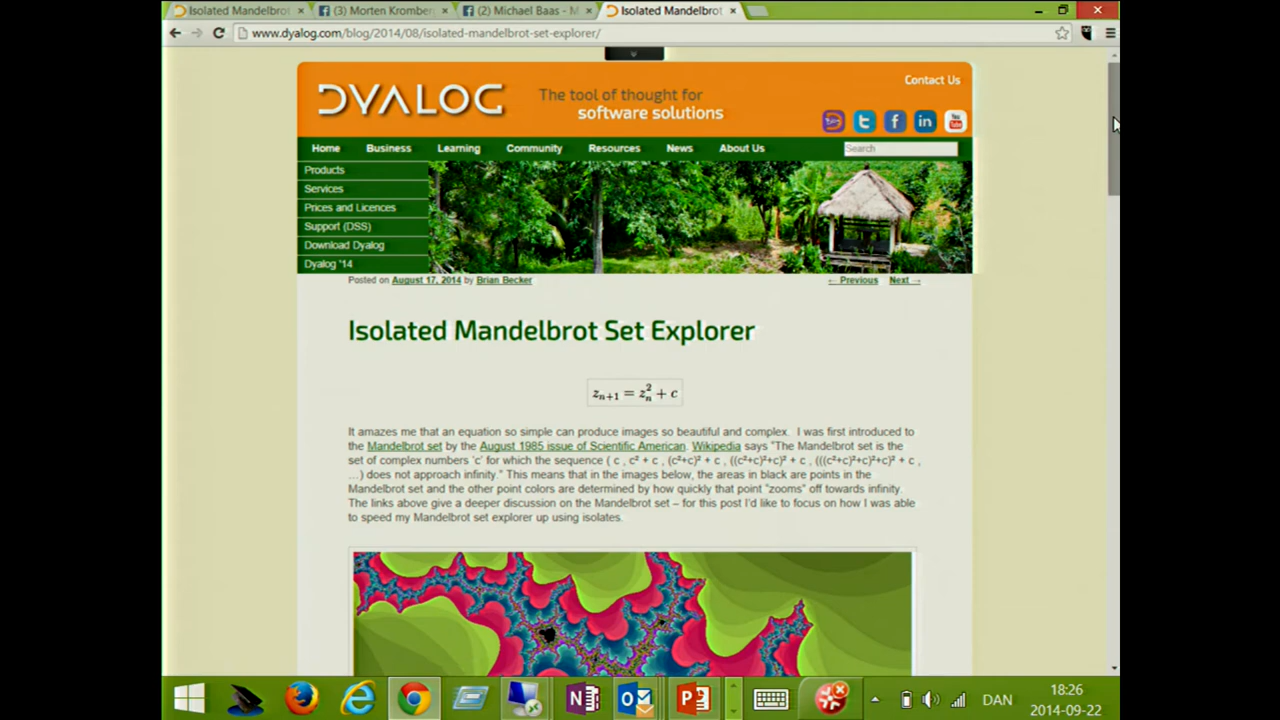 Isolated Mandelbrot
(3) Morten Kromber
(2) Michael Baas - M
Isolated Mandelbrot
www.dyalog.com/blog/2014/08/isolated-mandelbrot-set-explorer/
Contact Us
DYALOG
The tool of thought for
software solutions
Home Business Learning Community Resources News About Us
Search
Products
Services
Prices and Licences
Support (DSS)
Download Dyalog
Dyalog '14
Posted on August 17, 2014 by Brian Becker
← Previous Next →
Isolated Mandelbrot Set Explorer
zₙ₊₁ = zₙ² + c
It amazes me that an equation so simple can produce images so beautiful and complex. I was first introduced to
the Mandelbrot set by the August 1985 issue of Scientific American. Wikipedia says "The Mandelbrot set is the
set of complex numbers 'c' for which the sequence ( c , c² + c , (c²+c)² + c , ((c²+c)²+c)² + c , (((c²+c)²+c)²+c)² + c ,
…) does not approach infinity." This means that in the images below, the areas in black are points in the
Mandelbrot set and the other point colors are determined by how quickly that point "zooms" off towards infinity.
The links above give a deeper discussion on the Mandelbrot set – for this post I'd like to focus on how I was able
to speed my Mandelbrot set explorer up using isolates.
DAN
18:26
2014-09-22